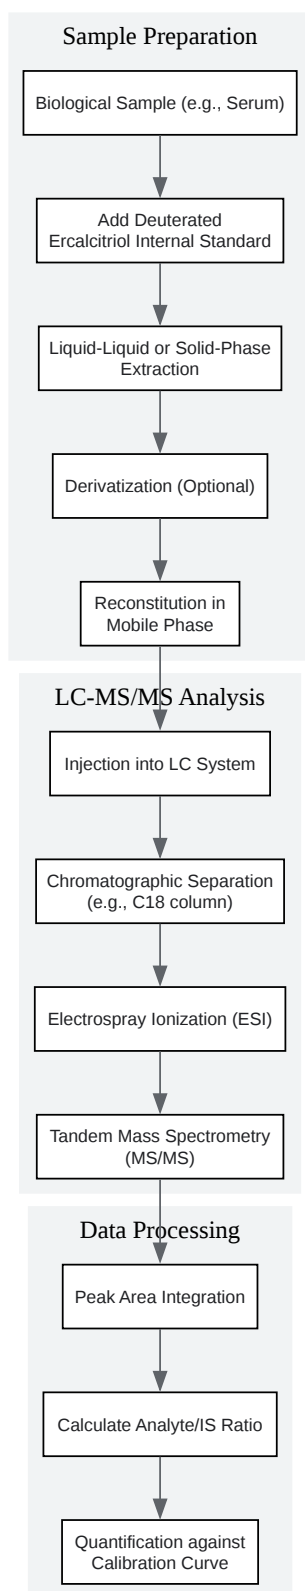 Sample Preparation
Biological Sample (e.g., Serum)
Add Deuterated
Ercalcitriol Internal Standard
Liquid-Liquid or Solid-Phase
Extraction
Derivatization (Optional)
Reconstitution in
Mobile Phase
LC-MS/MS Analysis
Injection into LC System
Chromatographic Separation
(e.g., C18 column)
Electrospray Ionization (ESI)
Tandem Mass Spectrometry
(MS/MS)
Data Processing
Peak Area Integration
Calculate Analyte/IS Ratio
Quantification against
Calibration Curve